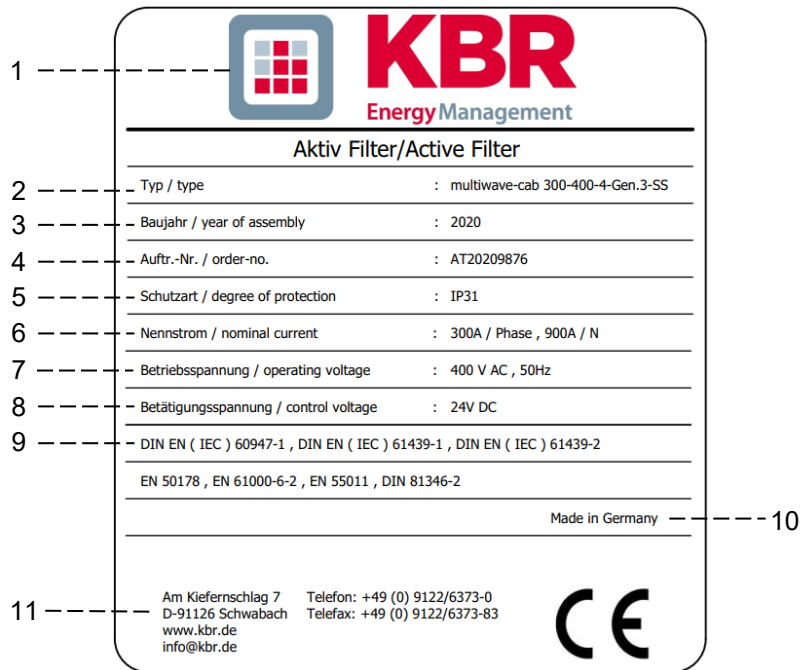 KBR
Energy Management
Aktiv Filter/Active Filter
1
2 Typ / type : multiwave-cab 300-400-4-Gen.3-SS
3 Baujahr / year of assembly : 2020
4 Auftr.-Nr. / order-no. : AT20209876
5 Schutzart / degree of protection : IP31
6 Nennstrom / nominal current : 300A / Phase , 900A / N
7 Betriebsspannung / operating voltage : 400 V AC , 50Hz
8 Betätigungsspannung / control voltage : 24V DC
9 DIN EN ( IEC ) 60947-1 , DIN EN ( IEC ) 61439-1 , DIN EN ( IEC ) 61439-2
EN 50178 , EN 61000-6-2 , EN 55011 , DIN 81346-2
Made in Germany 10
11
Am Kiefernschlag 7 Telefon: +49 (0) 9122/6373-0
D-91126 Schwabach Telefax: +49 (0) 9122/6373-83
www.kbr.de
info@kbr.de
CE